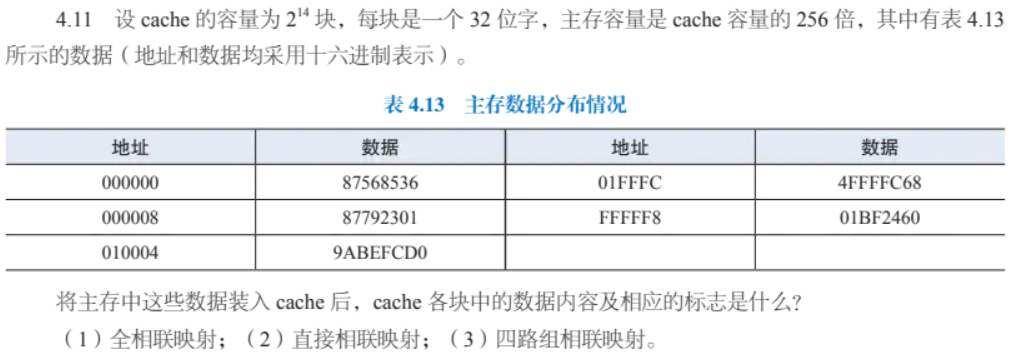 4.11 设 cache 的容量为 2¹⁴ 块，每块是一个 32 位字，主存容量是 cache 容量的 256 倍，其中有表 4.13
所示的数据（地址和数据均采用十六进制表示）。
表 4.13 主存数据分布情况
地址 数据 地址 数据
000000 87568536 01FFFC 4FFFFC68
000008 87792301 FFFFF8 01BF2460
010004 9ABEFCD0
将主存中这些数据装入 cache 后，cache 各块中的数据内容及相应的标志是什么？
（1）全相联映射；（2）直接相联映射；（3）四路组相联映射。